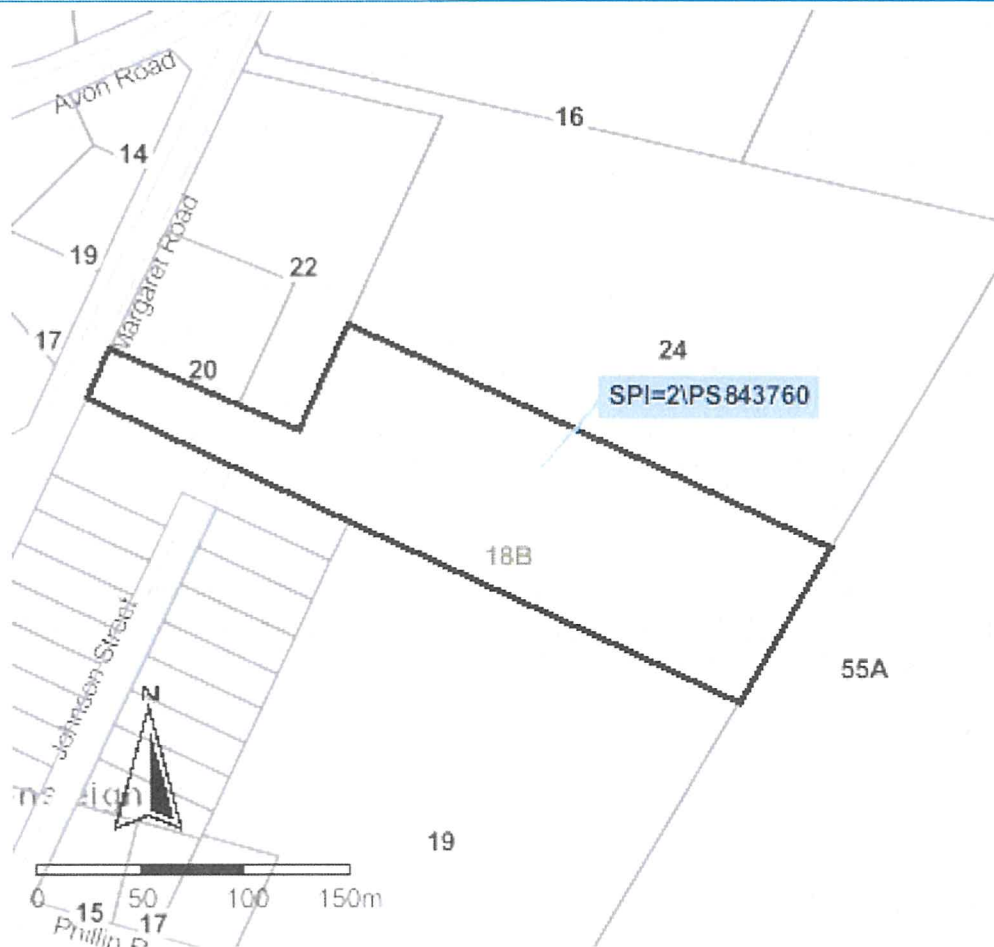 Avon Road
16
14
Margaret Road
19
22
17
20
24
SPI=2\PS843760
18B
55A
Johnson Street
N
19
0 50 100 150m
15
17